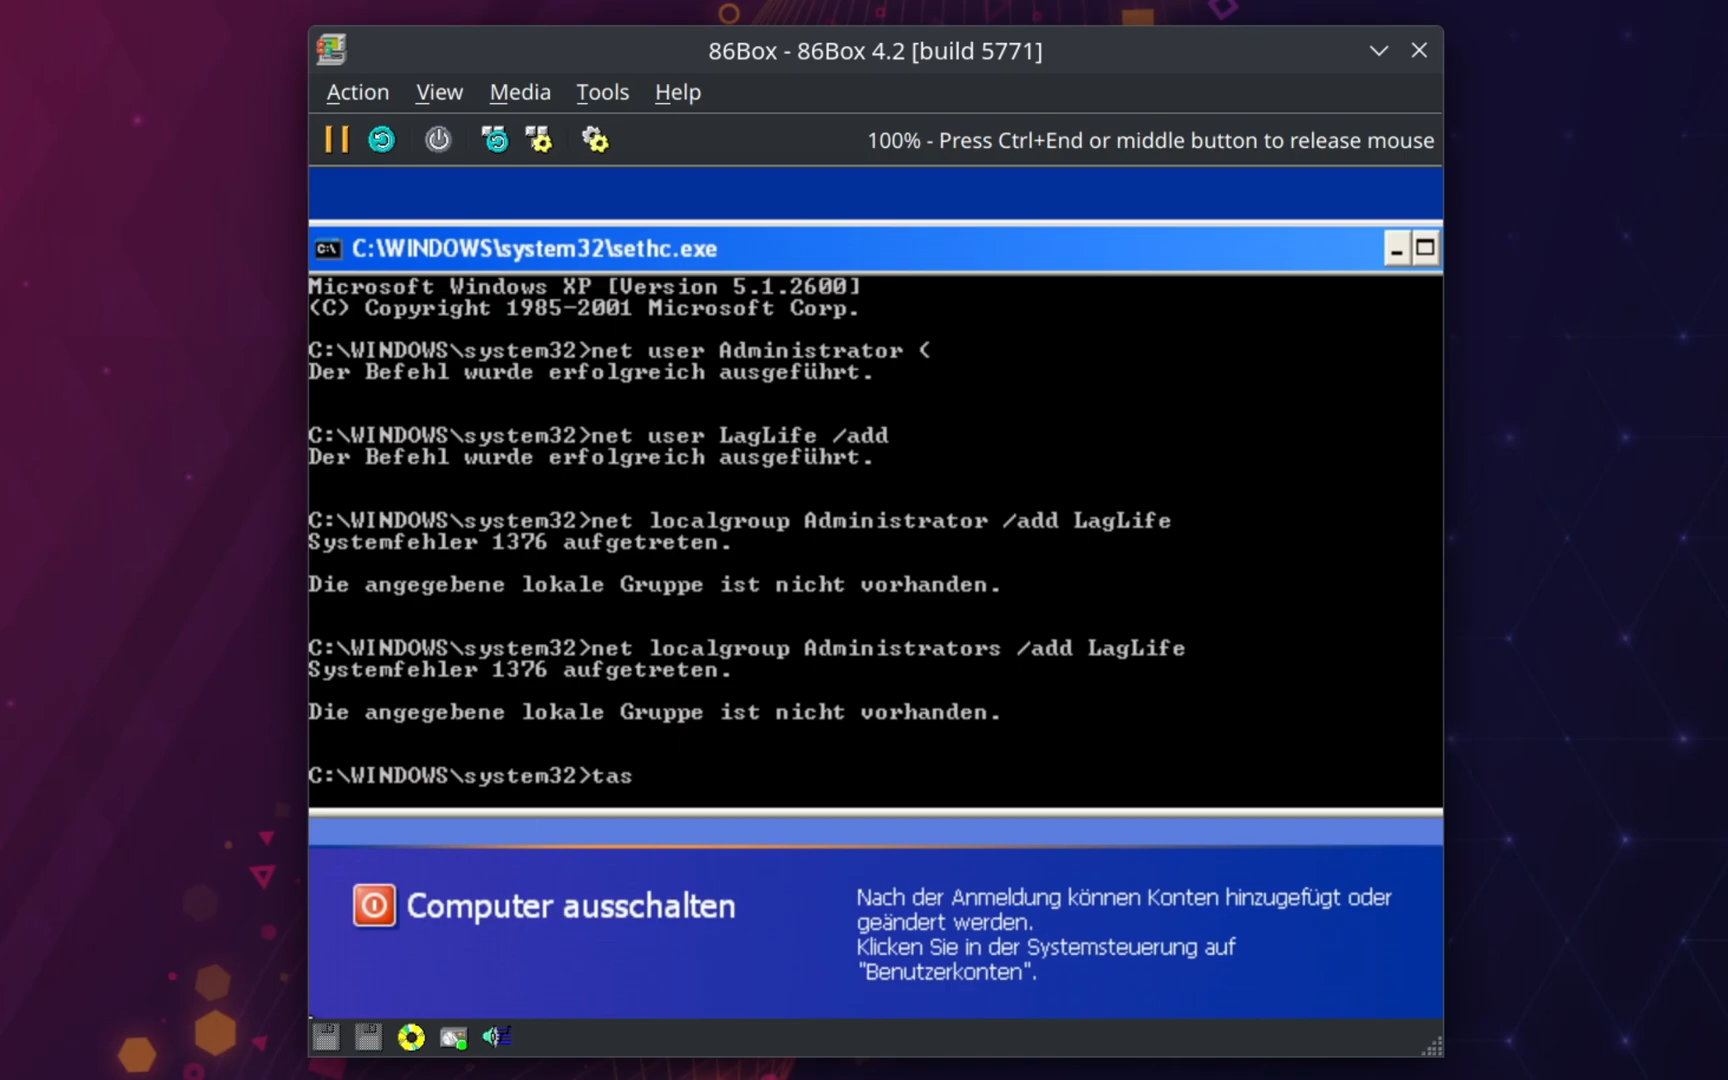 86Box - 86Box 4.2 [build 5771]
Action View Media Tools Help
100% - Press Ctrl+End or middle button to release mouse
C:\WINDOWS\system32\sethc.exe
Microsoft Windows XP [Version 5.1.2600]
(C) Copyright 1985-2001 Microsoft Corp.
C:\WINDOWS\system32>net user Administrator (
Der Befehl wurde erfolgreich ausgeführt.
C:\WINDOWS\system32>net user LagLife /add
Der Befehl wurde erfolgreich ausgeführt.
C:\WINDOWS\system32>net localgroup Administrator /add LagLife
Systemfehler 1376 aufgetreten.
Die angegebene lokale Gruppe ist nicht vorhanden.
C:\WINDOWS\system32>net localgroup Administrators /add LagLife
Systemfehler 1376 aufgetreten.
Die angegebene lokale Gruppe ist nicht vorhanden.
C:\WINDOWS\system32>tas
Computer ausschalten
Nach der Anmeldung können Konten hinzugefügt oder
geändert werden.
Klicken Sie in der Systemsteuerung auf
"Benutzerkonten".